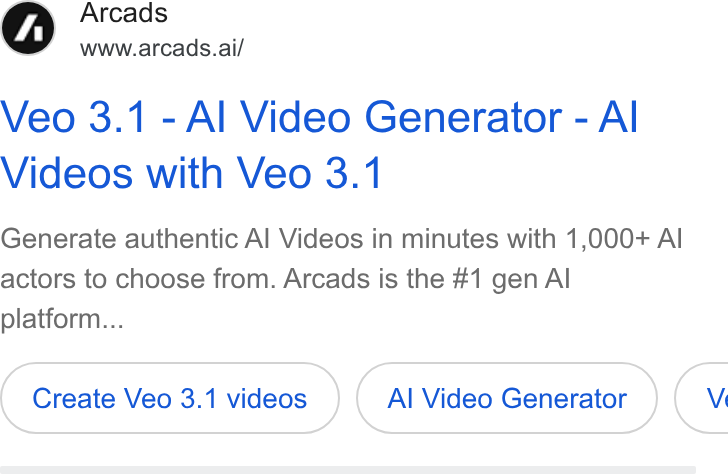 Arcads
www.arcads.ai/
Veo 3.1 - AI Video Generator - AI
Videos with Veo 3.1
Generate authentic AI Videos in minutes with 1,000+ AI
actors to choose from. Arcads is the #1 gen AI
platform...
Create Veo 3.1 videos
AI Video Generator